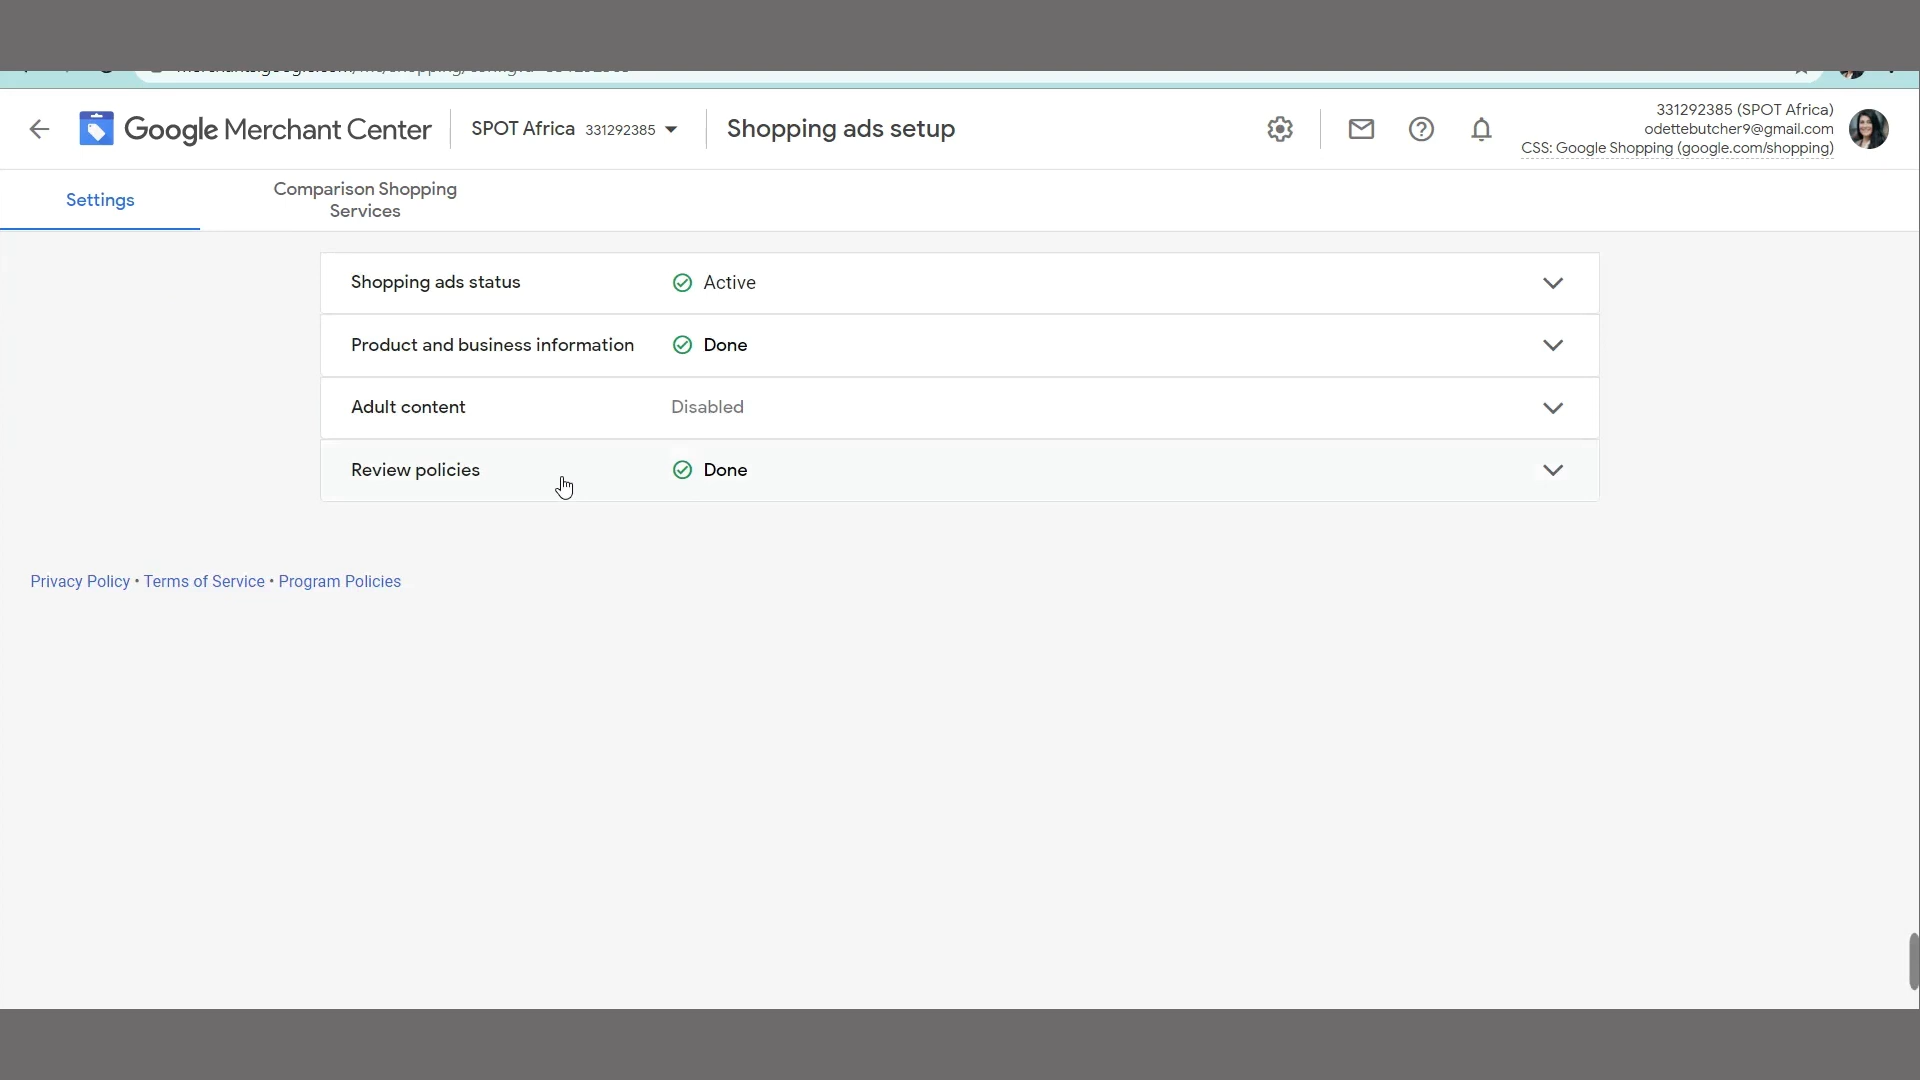 Google Merchant Center
SPOT Africa 331292385
Shopping ads setup
331292385 (SPOT Africa)
odettebutcher9@gmail.com
CSS: Google Shopping (google.com/shopping)
Settings
Comparison Shopping
Services
Shopping ads status
Active
Product and business information
Done
Adult content
Disabled
Review policies
Done
Privacy Policy • Terms of Service • Program Policies